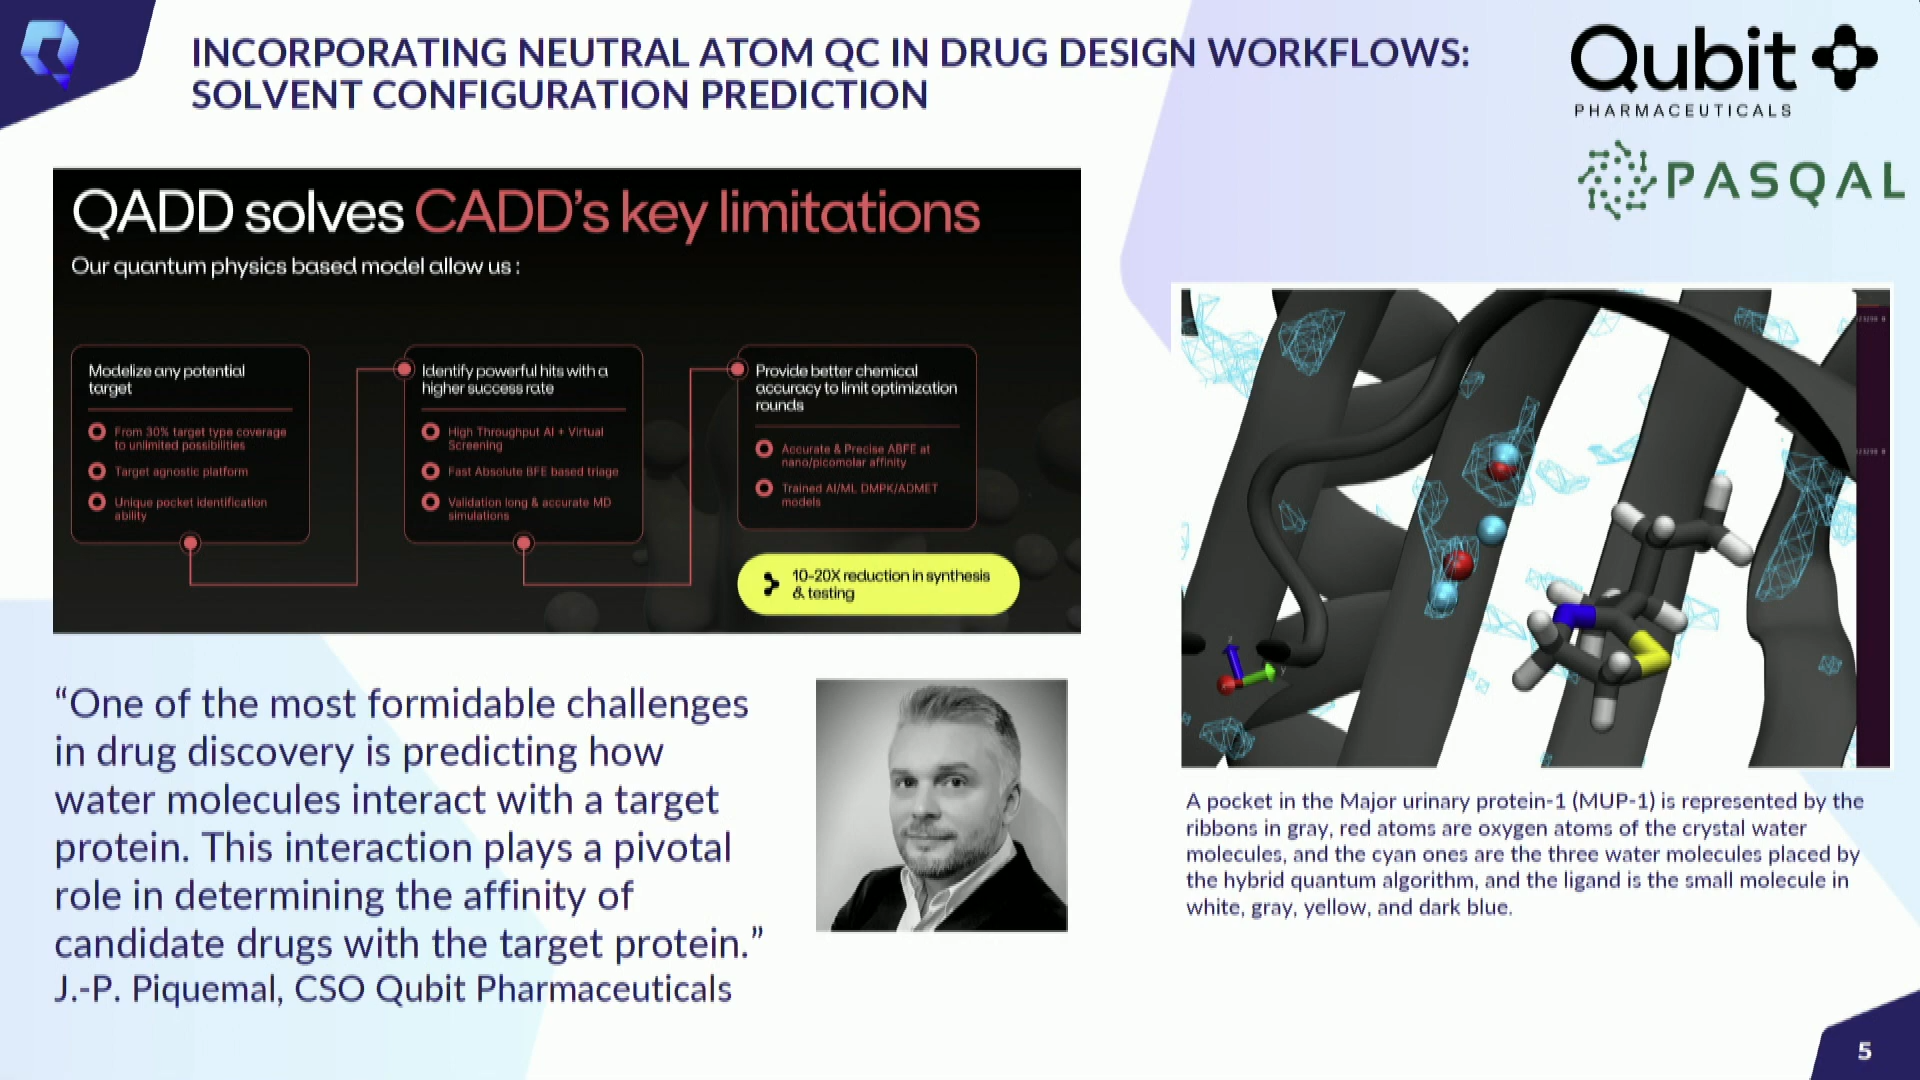 INCORPORATING NEUTRAL ATOM QC IN DRUG DESIGN WORKFLOWS:
SOLVENT CONFIGURATION PREDICTION
Qubit
PHARMACEUTICALS
PASQAL
QADD solves CADD's key limitations
Our quantum physics based model allow us :
Modelize any potential
target
From 30% target type coverage
to unlimited possibilities
Target agnostic platform
Unique pocket identification
ability
Identify powerful hits with a
higher success rate
High Throughput AI + Virtual
Screening
Fast Absolute BFE based triage
Validation long & accurate MD
simulations
Provide better chemical
accuracy to limit optimization
rounds
Accurate & Precise ABFE at
nano/picomolar affinity
Trained AI/ML DMPK/ADMET
models
10-20X reduction in synthesis
& testing
“One of the most formidable challenges
in drug discovery is predicting how
water molecules interact with a target
protein. This interaction plays a pivotal
role in determining the affinity of
candidate drugs with the target protein.”
J.-P. Piquemal, CSO Qubit Pharmaceuticals
A pocket in the Major urinary protein-1 (MUP-1) is represented by the
ribbons in gray, red atoms are oxygen atoms of the crystal water
molecules, and the cyan ones are the three water molecules placed by
the hybrid quantum algorithm, and the ligand is the small molecule in
white, gray, yellow, and dark blue.
5